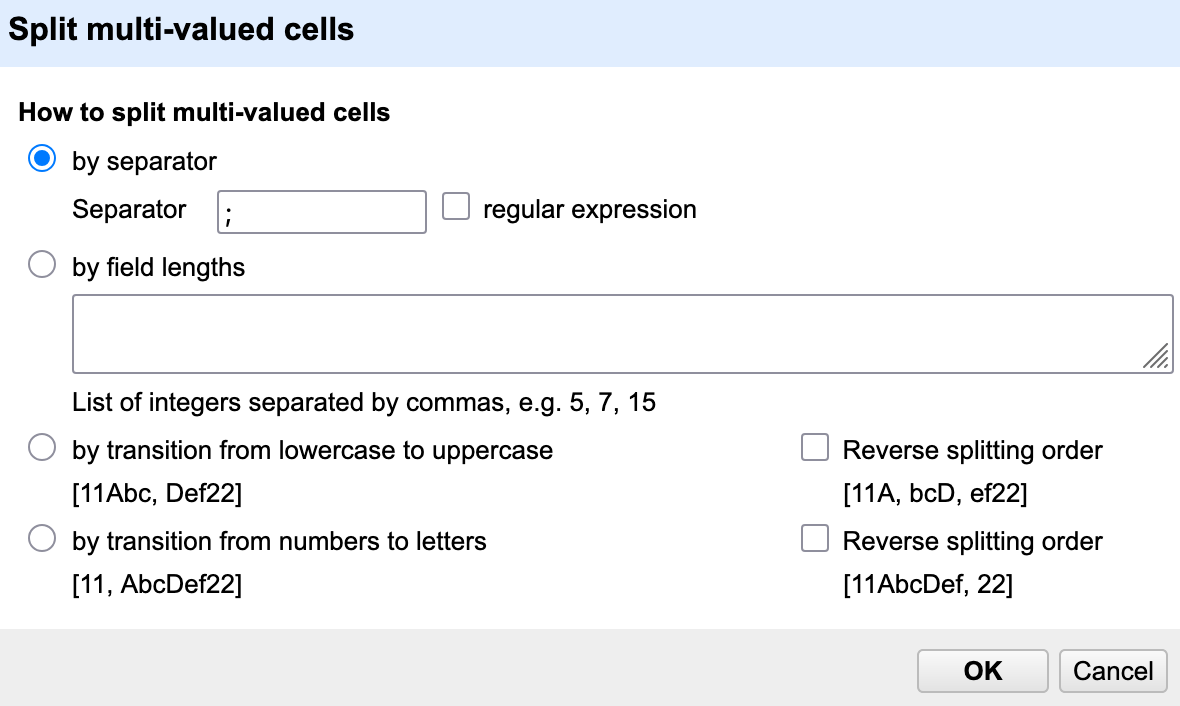 Split multi-valued cells
How to split multi-valued cells
by separator
Separator ; regular expression
by field lengths
List of integers separated by commas, e.g. 5, 7, 15
by transition from lowercase to uppercase Reverse splitting order
[11Abc, Def22] [11A, bcD, ef22]
by transition from numbers to letters Reverse splitting order
[11, AbcDef22] [11AbcDef, 22]
OK Cancel